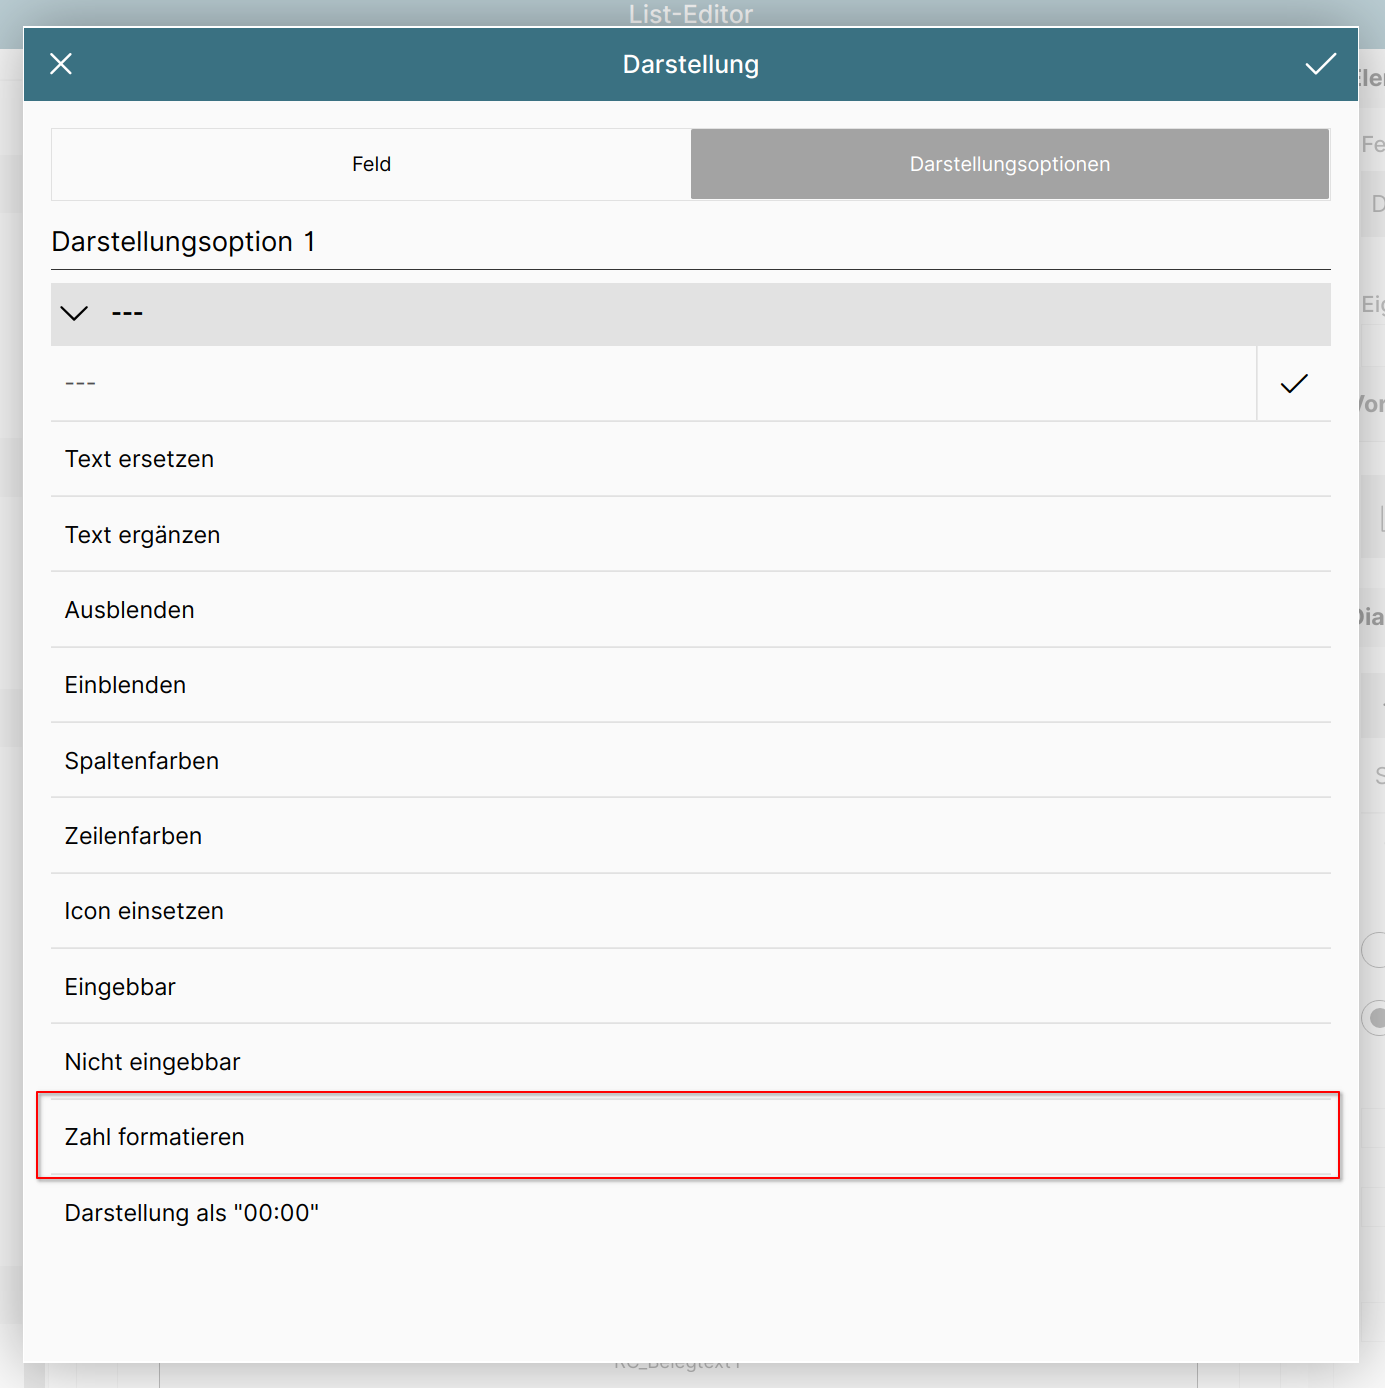 List-Editor
Darstellung
Feld
Darstellungsoptionen
Darstellungsoption 1
---
---
Text ersetzen
Text ergänzen
Ausblenden
Einblenden
Spaltenfarben
Zeilenfarben
Icon einsetzen
Eingebbar
Nicht eingebbar
Zahl formatieren
Darstellung als "00:00"